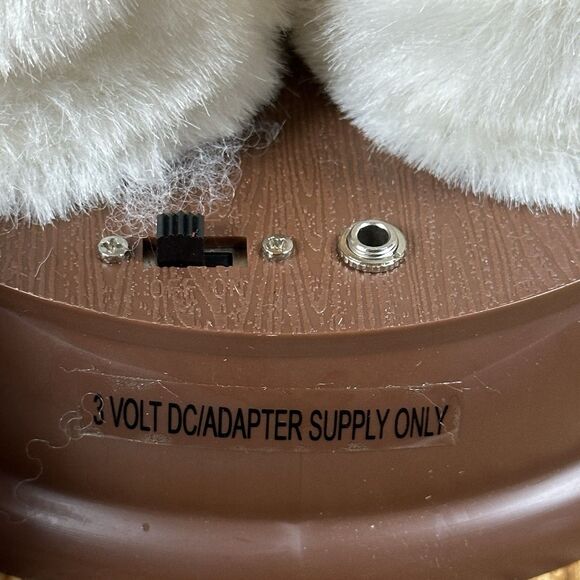 OFF ON
3 VOLT DC/ADAPTER SUPPLY ONLY